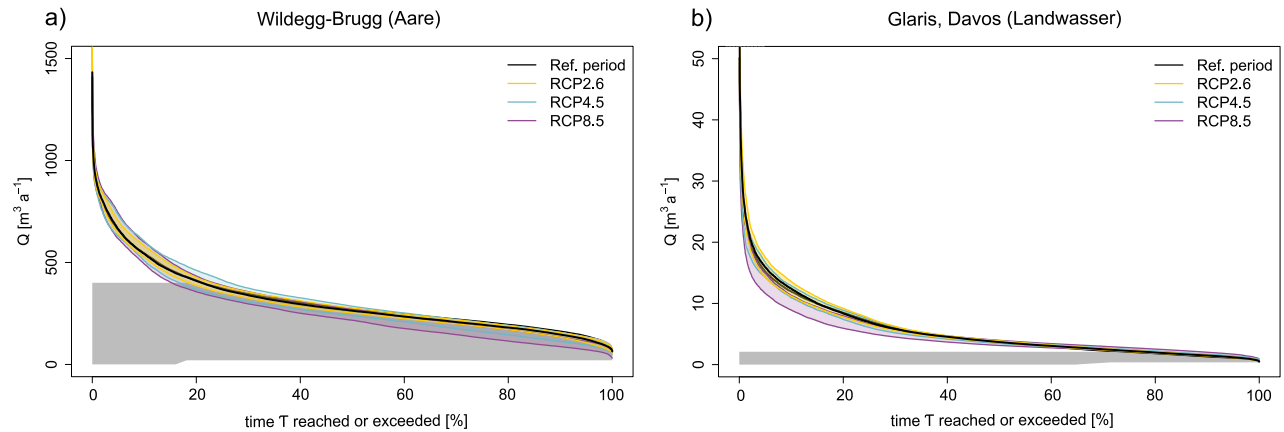 a)
Wildegg-Brugg (Aare)
Q [m³ a⁻¹]
1500
1000
500
0
Ref. period
RCP2.6
RCP4.5
RCP8.5
0 20 40 60 80 100
time Ƭ reached or exceeded [%]
b)
Glaris, Davos (Landwasser)
Q [m³ a⁻¹]
50
40
30
20
10
0
Ref. period
RCP2.6
RCP4.5
RCP8.5
0 20 40 60 80 100
time Ƭ reached or exceeded [%]